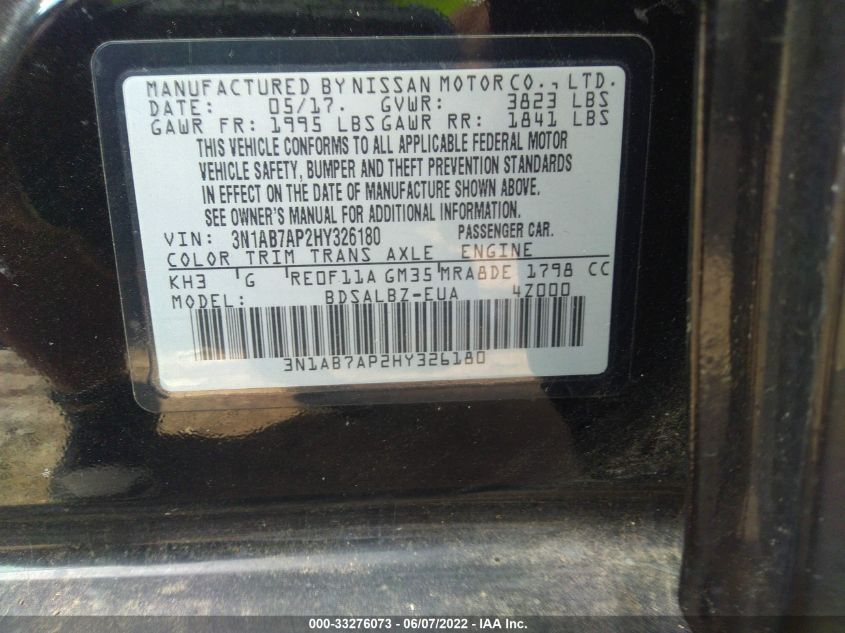 MANUFACTURED BY NISSAN MOTOR CO., LTD.
DATE: 05/17. GVWR: 3823 LBS
GAWR FR: 1995 LBS GAWR RR: 1841 LBS
THIS VEHICLE CONFORMS TO ALL APPLICABLE FEDERAL MOTOR
VEHICLE SAFETY, BUMPER AND THEFT PREVENTION STANDARDS
IN EFFECT ON THE DATE OF MANUFACTURE SHOWN ABOVE.
SEE OWNER'S MANUAL FOR ADDITIONAL INFORMATION.
VIN: 3N1AB7AP2HY326180 PASSENGER CAR.
COLOR TRIM TRANS AXLE ENGINE
KH3 G RE0F11A GM35 MRA8DE 1798 CC
MODEL: BDSALBZ-EUA 4Z000
3N1AB7AP2HY326180
000-33276073 - 06/07/2022 - IAA Inc.